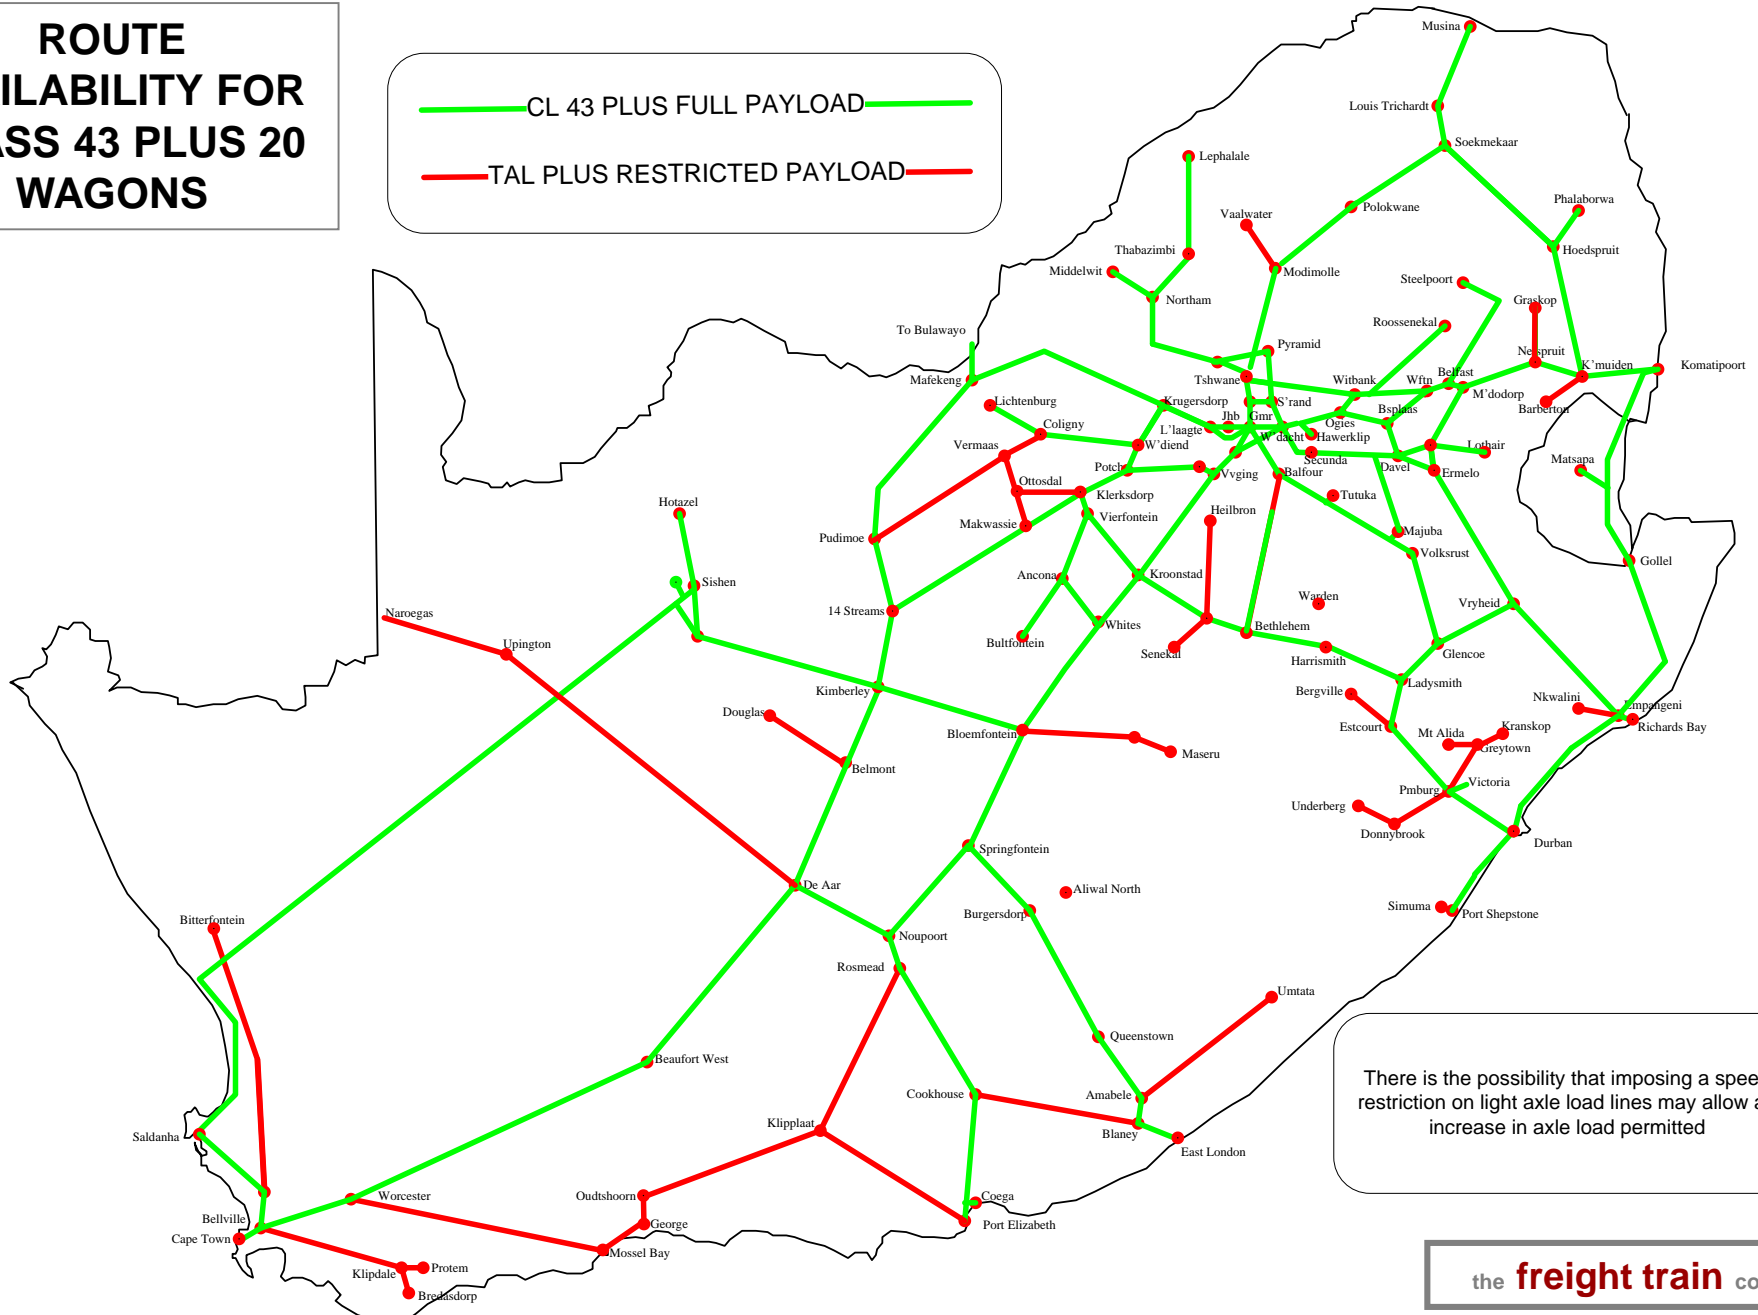 ROUTE
ILABILITY FOR
ASS 43 PLUS 20
WAGONS
CL 43 PLUS FULL PAYLOAD
TAL PLUS RESTRICTED PAYLOAD
Musina
Louis Trichardt
Soekmekaar
Lephalale
Phalaborwa
Polokwane
Vaalwater
Thabazimbi
Hoedspruit
Middelwit
Modimolle
Steelpoort
Northam
Graskop
Roossenekal
To Bulawayo
Pyramid
Nelspruit
K'muiden
Komatipoort
Mafekeng
Tshwane
Witbank
Wftn
Belfast
M'dodorp
Lichtenburg
Krugersdorp
S'rand
Barberton
Jhb
Gmr
Bsplaas
Coligny
L'laagte
Ogies
W'dacht
Hawerklip
Vermaas
W'diend
Lothair
Secunda
Matsapa
Potch
Vvging
Balfour
Davel
Ermelo
Ottosdal
Klerksdorp
Tutuka
Hotazel
Makwassie
Vierfontein
Heilbron
Majuba
Pudimoe
Volksrust
Gollel
Sishen
Ancona
Kroonstad
Naroegas
14 Streams
Warden
Vryheid
Whites
Bethlehem
Upington
Bultfontein
Senekal
Harrismith
Glencoe
Kimberley
Ladysmith
Bergville
Nkwalini
Empangeni
Douglas
Bloemfontein
Estcourt
Mt Alida
Kranskop
Richards Bay
Greytown
Maseru
Belmont
Victoria
Pmburg
Underberg
Donnybrook
Durban
Springfontein
De Aar
Aliwal North
Simuma
Port Shepstone
Bitterfontein
Burgersdorp
Noupoort
Rosmead
Umtata
Queenstown
Beaufort West
There is the possibility that imposing a spee
restriction on light axle load lines may allow a
increase in axle load permitted
Cookhouse
Amabele
Klipplaat
Blaney
Saldanha
East London
Worcester
Oudtshoorn
Coega
Bellville
George
Port Elizabeth
Cape Town
Mossel Bay
Klipdale
Protem
Bredasdorp
the freight train co